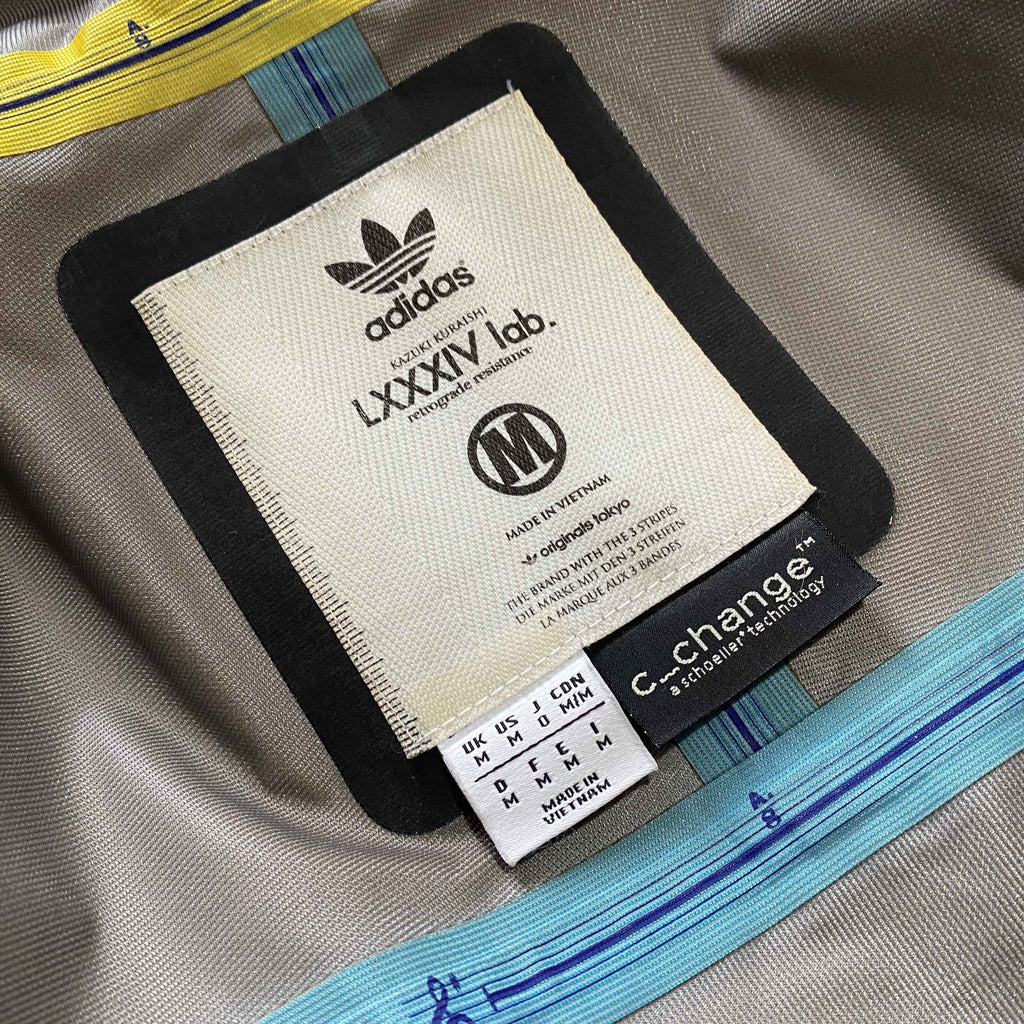 A.
8
adidas
KAZUKI KURAISHI
LXXXIV lab.
retrograde resistance
M
MADE IN VIETNAM
originals tokyo
THE BRAND WITH THE 3 STRIPES
DIE MARKE MIT DEN 3 STREIFEN
LA MARQUE AUX 3 BANDES
c_change™
a schoeller® technology
UK US J CDN
M M O M/M
D F E I
M M M M
MADE IN
VIETNAM
A.
8